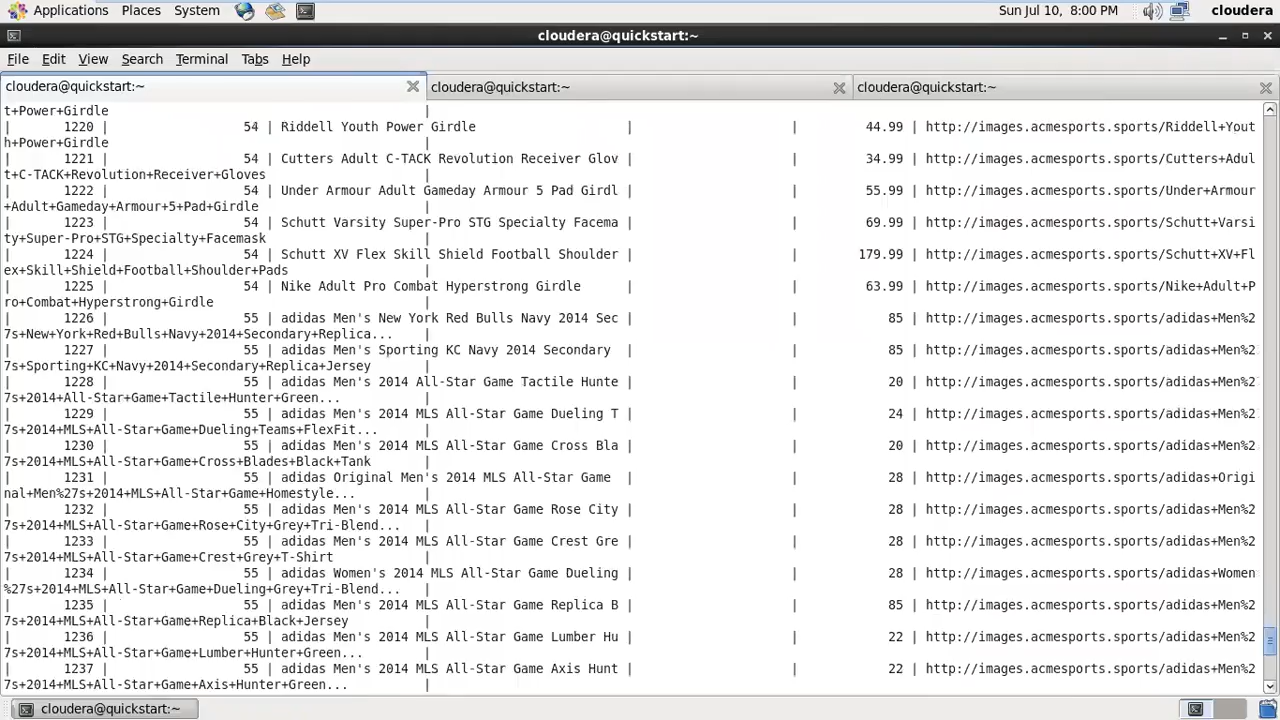 Applications Places System Sun Jul 10, 8:00 PM cloudera
cloudera@quickstart:~
File Edit View Search Terminal Tabs Help
cloudera@quickstart:~ cloudera@quickstart:~ cloudera@quickstart:~
t+Power+Girdle |
| 1220 | 54 | Riddell Youth Power Girdle | | 44.99 | http://images.acmesports.sports/Riddell+Yout
h+Power+Girdle |
| 1221 | 54 | Cutters Adult C-TACK Revolution Receiver Glov | | 34.99 | http://images.acmesports.sports/Cutters+Adul
t+C-TACK+Revolution+Receiver+Gloves |
| 1222 | 54 | Under Armour Adult Gameday Armour 5 Pad Girdl | | 55.99 | http://images.acmesports.sports/Under+Armour
+Adult+Gameday+Armour+5+Pad+Girdle |
| 1223 | 54 | Schutt Varsity Super-Pro STG Specialty Facema | | 69.99 | http://images.acmesports.sports/Schutt+Varsi
ty+Super-Pro+STG+Specialty+Facemask |
| 1224 | 54 | Schutt XV Flex Skill Shield Football Shoulder | | 179.99 | http://images.acmesports.sports/Schutt+XV+Fl
ex+Skill+Shield+Football+Shoulder+Pads |
| 1225 | 54 | Nike Adult Pro Combat Hyperstrong Girdle | | 63.99 | http://images.acmesports.sports/Nike+Adult+P
ro+Combat+Hyperstrong+Girdle |
| 1226 | 55 | adidas Men's New York Red Bulls Navy 2014 Sec | | 85 | http://images.acmesports.sports/adidas+Men%2
7s+New+York+Red+Bulls+Navy+2014+Secondary+Replica... |
| 1227 | 55 | adidas Men's Sporting KC Navy 2014 Secondary | | 85 | http://images.acmesports.sports/adidas+Men%2
7s+Sporting+KC+Navy+2014+Secondary+Replica+Jersey |
| 1228 | 55 | adidas Men's 2014 All-Star Game Tactile Hunte | | 20 | http://images.acmesports.sports/adidas+Men%2
7s+2014+All-Star+Game+Tactile+Hunter+Green... |
| 1229 | 55 | adidas Men's 2014 MLS All-Star Game Dueling T | | 24 | http://images.acmesports.sports/adidas+Men%2
7s+2014+MLS+All-Star+Game+Dueling+Teams+FlexFit... |
| 1230 | 55 | adidas Men's 2014 MLS All-Star Game Cross Bla | | 20 | http://images.acmesports.sports/adidas+Men%2
7s+2014+MLS+All-Star+Game+Cross+Blades+Black+Tank |
| 1231 | 55 | adidas Original Men's 2014 MLS All-Star Game | | 28 | http://images.acmesports.sports/adidas+Origi
nal+Men%27s+2014+MLS+All-Star+Game+Homestyle... |
| 1232 | 55 | adidas Men's 2014 MLS All-Star Game Rose City | | 28 | http://images.acmesports.sports/adidas+Men%2
7s+2014+MLS+All-Star+Game+Rose+City+Grey+Tri-Blend... |
| 1233 | 55 | adidas Men's 2014 MLS All-Star Game Crest Gre | | 28 | http://images.acmesports.sports/adidas+Men%2
7s+2014+MLS+All-Star+Game+Crest+Grey+T-Shirt |
| 1234 | 55 | adidas Women's 2014 MLS All-Star Game Dueling | | 28 | http://images.acmesports.sports/adidas+Women
%27s+2014+MLS+All-Star+Game+Dueling+Grey+Tri-Blend... |
| 1235 | 55 | adidas Men's 2014 MLS All-Star Game Replica B | | 85 | http://images.acmesports.sports/adidas+Men%2
7s+2014+MLS+All-Star+Game+Replica+Black+Jersey |
| 1236 | 55 | adidas Men's 2014 MLS All-Star Game Lumber Hu | | 22 | http://images.acmesports.sports/adidas+Men%2
7s+2014+MLS+All-Star+Game+Lumber+Hunter+Green... |
| 1237 | 55 | adidas Men's 2014 MLS All-Star Game Axis Hunt | | 22 | http://images.acmesports.sports/adidas+Men%2
7s+2014+MLS+All-Star+Game+Axis+Hunter+Green... |
cloudera@quickstart:~